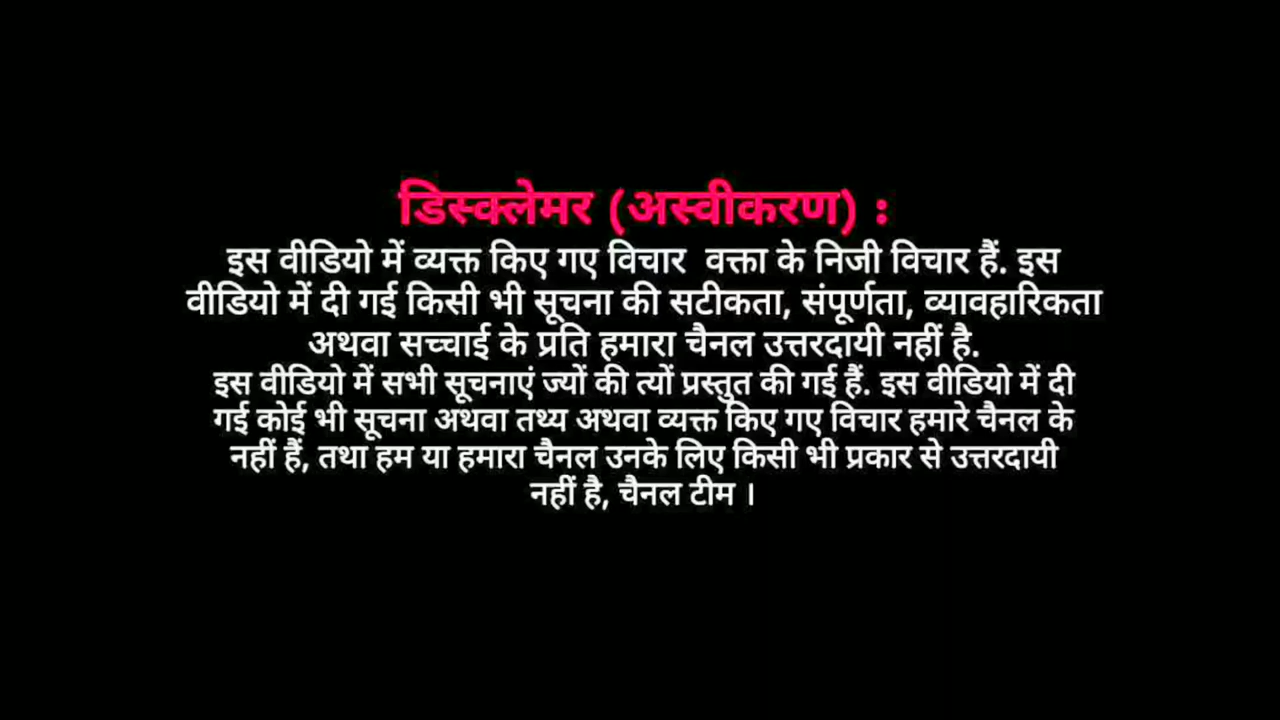 डिस्क्लेमर (अस्वीकरण) :
इस वीडियो में व्यक्त किए गए विचार वक्ता के निजी विचार हैं. इस
वीडियो में दी गई किसी भी सूचना की सटीकता, संपूर्णता, व्यावहारिकता
अथवा सच्चाई के प्रति हमारा चैनल उत्तरदायी नहीं है.
इस वीडियो में सभी सूचनाएं ज्यों की त्यों प्रस्तुत की गई हैं. इस वीडियो में दी
गई कोई भी सूचना अथवा तथ्य अथवा व्यक्त किए गए विचार हमारे चैनल के
नहीं हैं, तथा हम या हमारा चैनल उनके लिए किसी भी प्रकार से उत्तरदायी
नहीं है, चैनल टीम ।